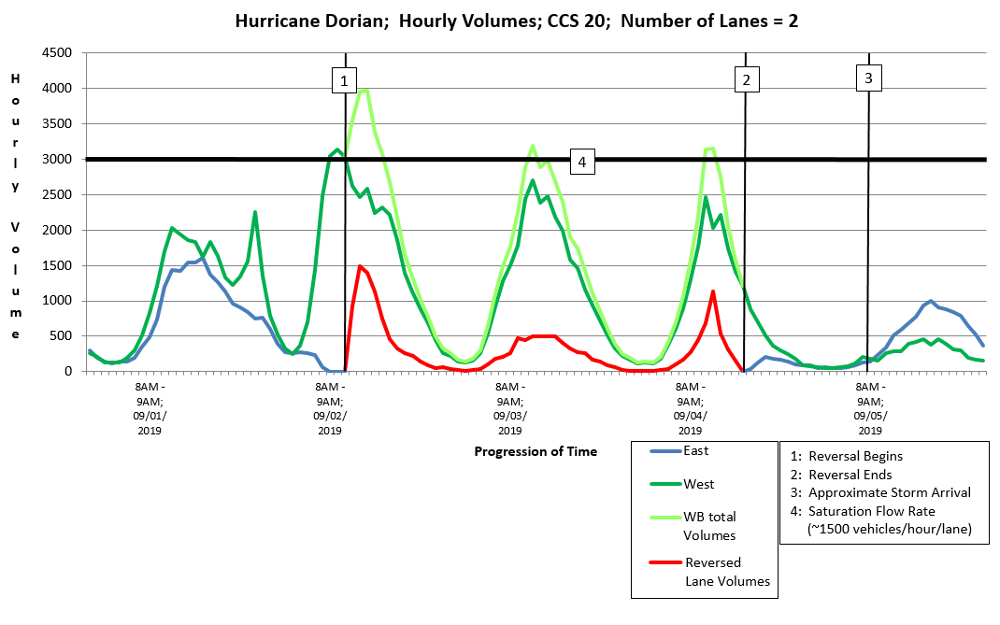 Hurricane Dorian;  Hourly Volumes; CCS 20;  Number of Lanes = 2
Hourly Volume
4500
4000
3500
3000
2500
2000
1500
1000
500
0
1
2
3
4
8AM -
9AM;
09/01/
2019
8AM -
9AM;
09/02/
2019
8AM -
9AM;
09/03/
2019
8AM -
9AM;
09/04/
2019
8AM -
9AM;
09/05/
2019
Progression of Time
East
West
WB total
Volumes
Reversed
Lane Volumes
1:  Reversal Begins
2:  Reversal Ends
3:  Approximate Storm Arrival
4:  Saturation Flow Rate
(~1500 vehicles/hour/lane)